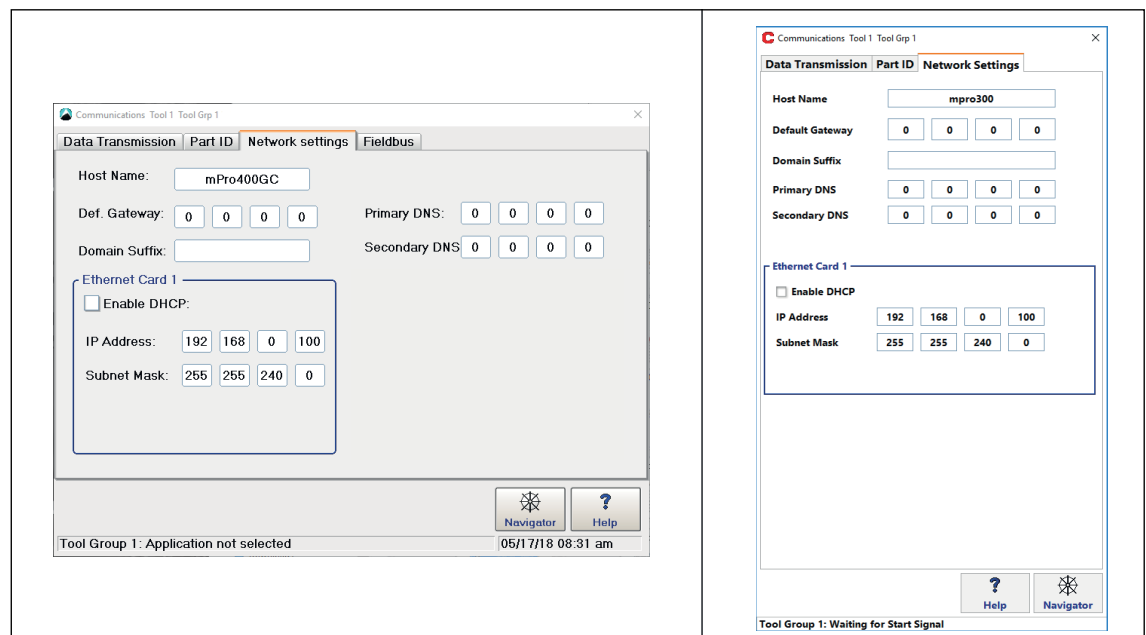 Communications Tool 1 Tool Grp 1
Data Transmission Part ID Network settings Fieldbus
Host Name: mPro400GC
Def. Gateway: 0 0 0 0 Primary DNS: 0 0 0 0
Domain Suffix: Secondary DNS 0 0 0 0
Ethernet Card 1
Enable DHCP:
IP Address: 192 168 0 100
Subnet Mask: 255 255 240 0
Navigator Help
Tool Group 1: Application not selected 05/17/18 08:31 am
Communications Tool 1 Tool Grp 1
Data Transmission Part ID Network Settings
Host Name mpro300
Default Gateway 0 0 0 0
Domain Suffix
Primary DNS 0 0 0 0
Secondary DNS 0 0 0 0
Ethernet Card 1
Enable DHCP
IP Address 192 168 0 100
Subnet Mask 255 255 240 0
Help Navigator
Tool Group 1: Waiting for Start Signal